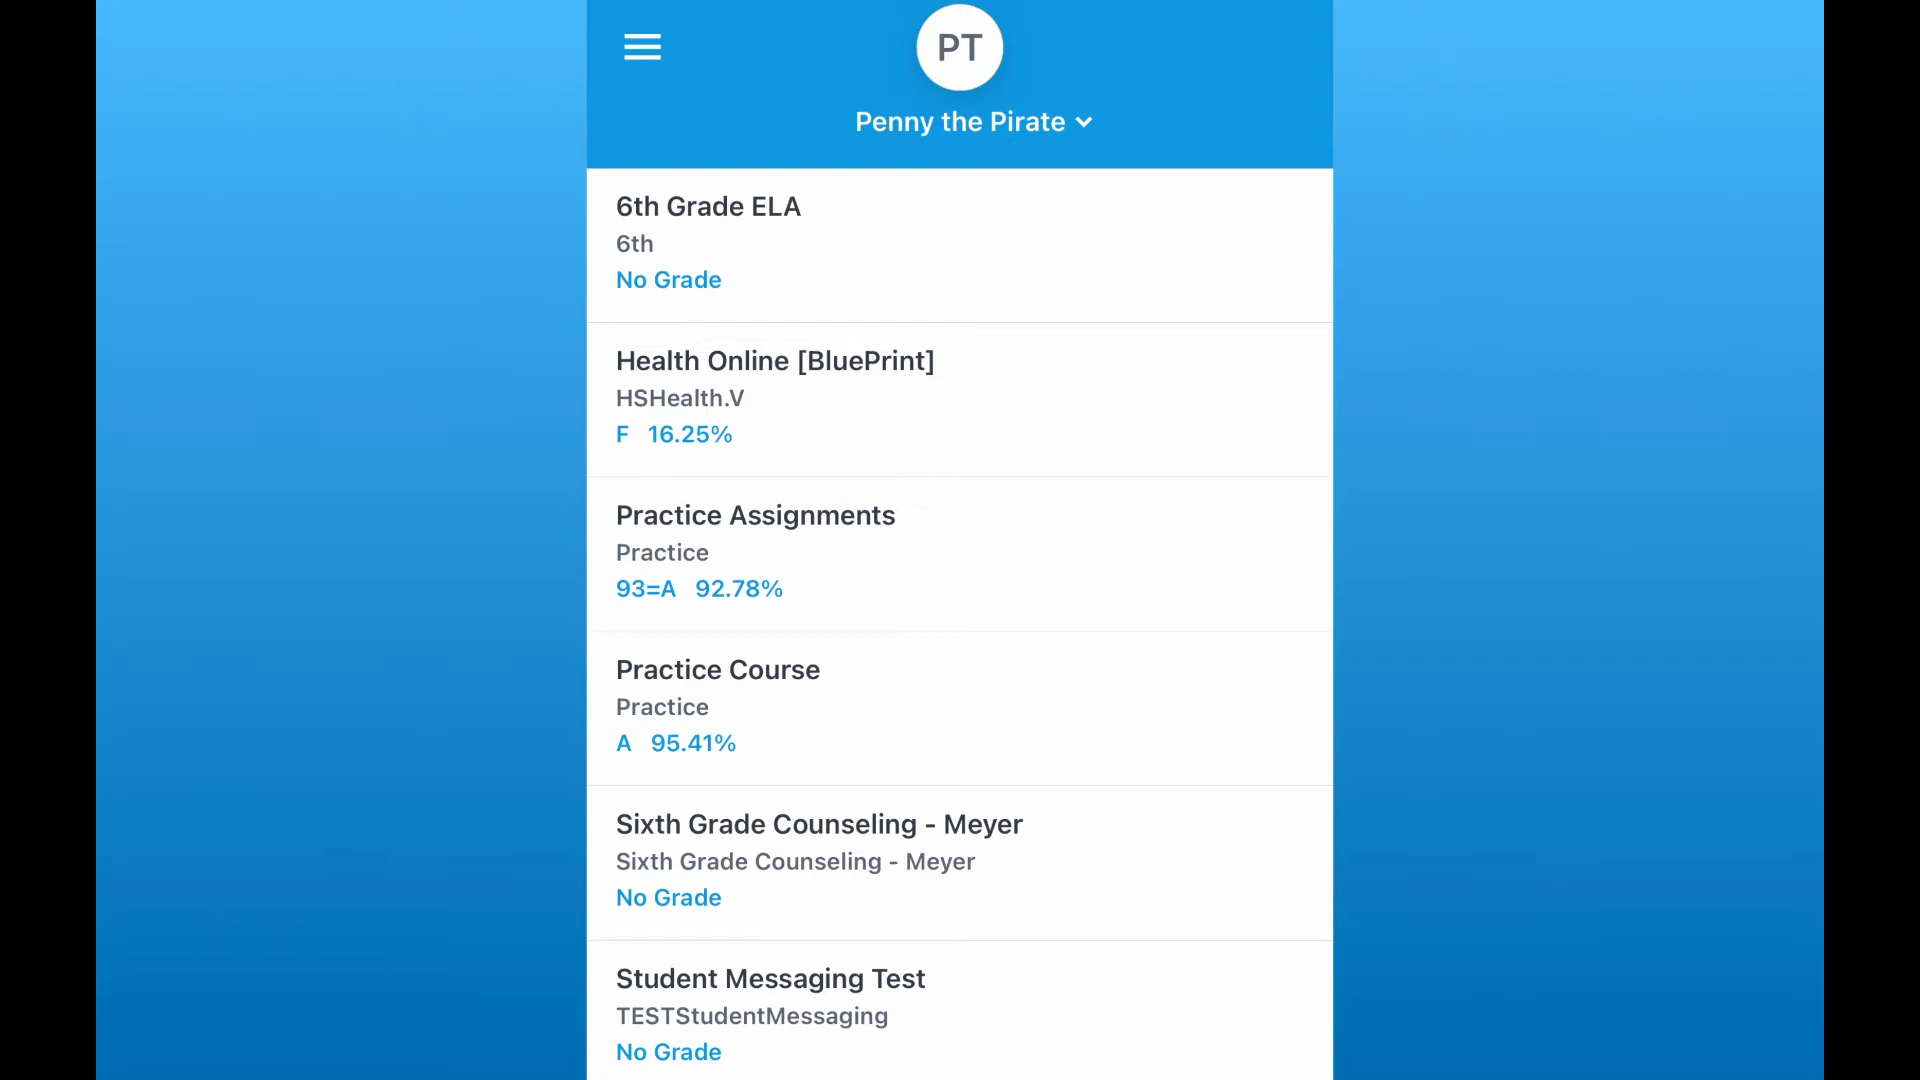 PT
Penny the Pirate
6th Grade ELA
6th
No Grade
Health Online [BluePrint]
HSHealth.V
F 16.25%
Practice Assignments
Practice
93=A 92.78%
Practice Course
Practice
A 95.41%
Sixth Grade Counseling - Meyer
Sixth Grade Counseling - Meyer
No Grade
Student Messaging Test
TESTStudentMessaging
No Grade